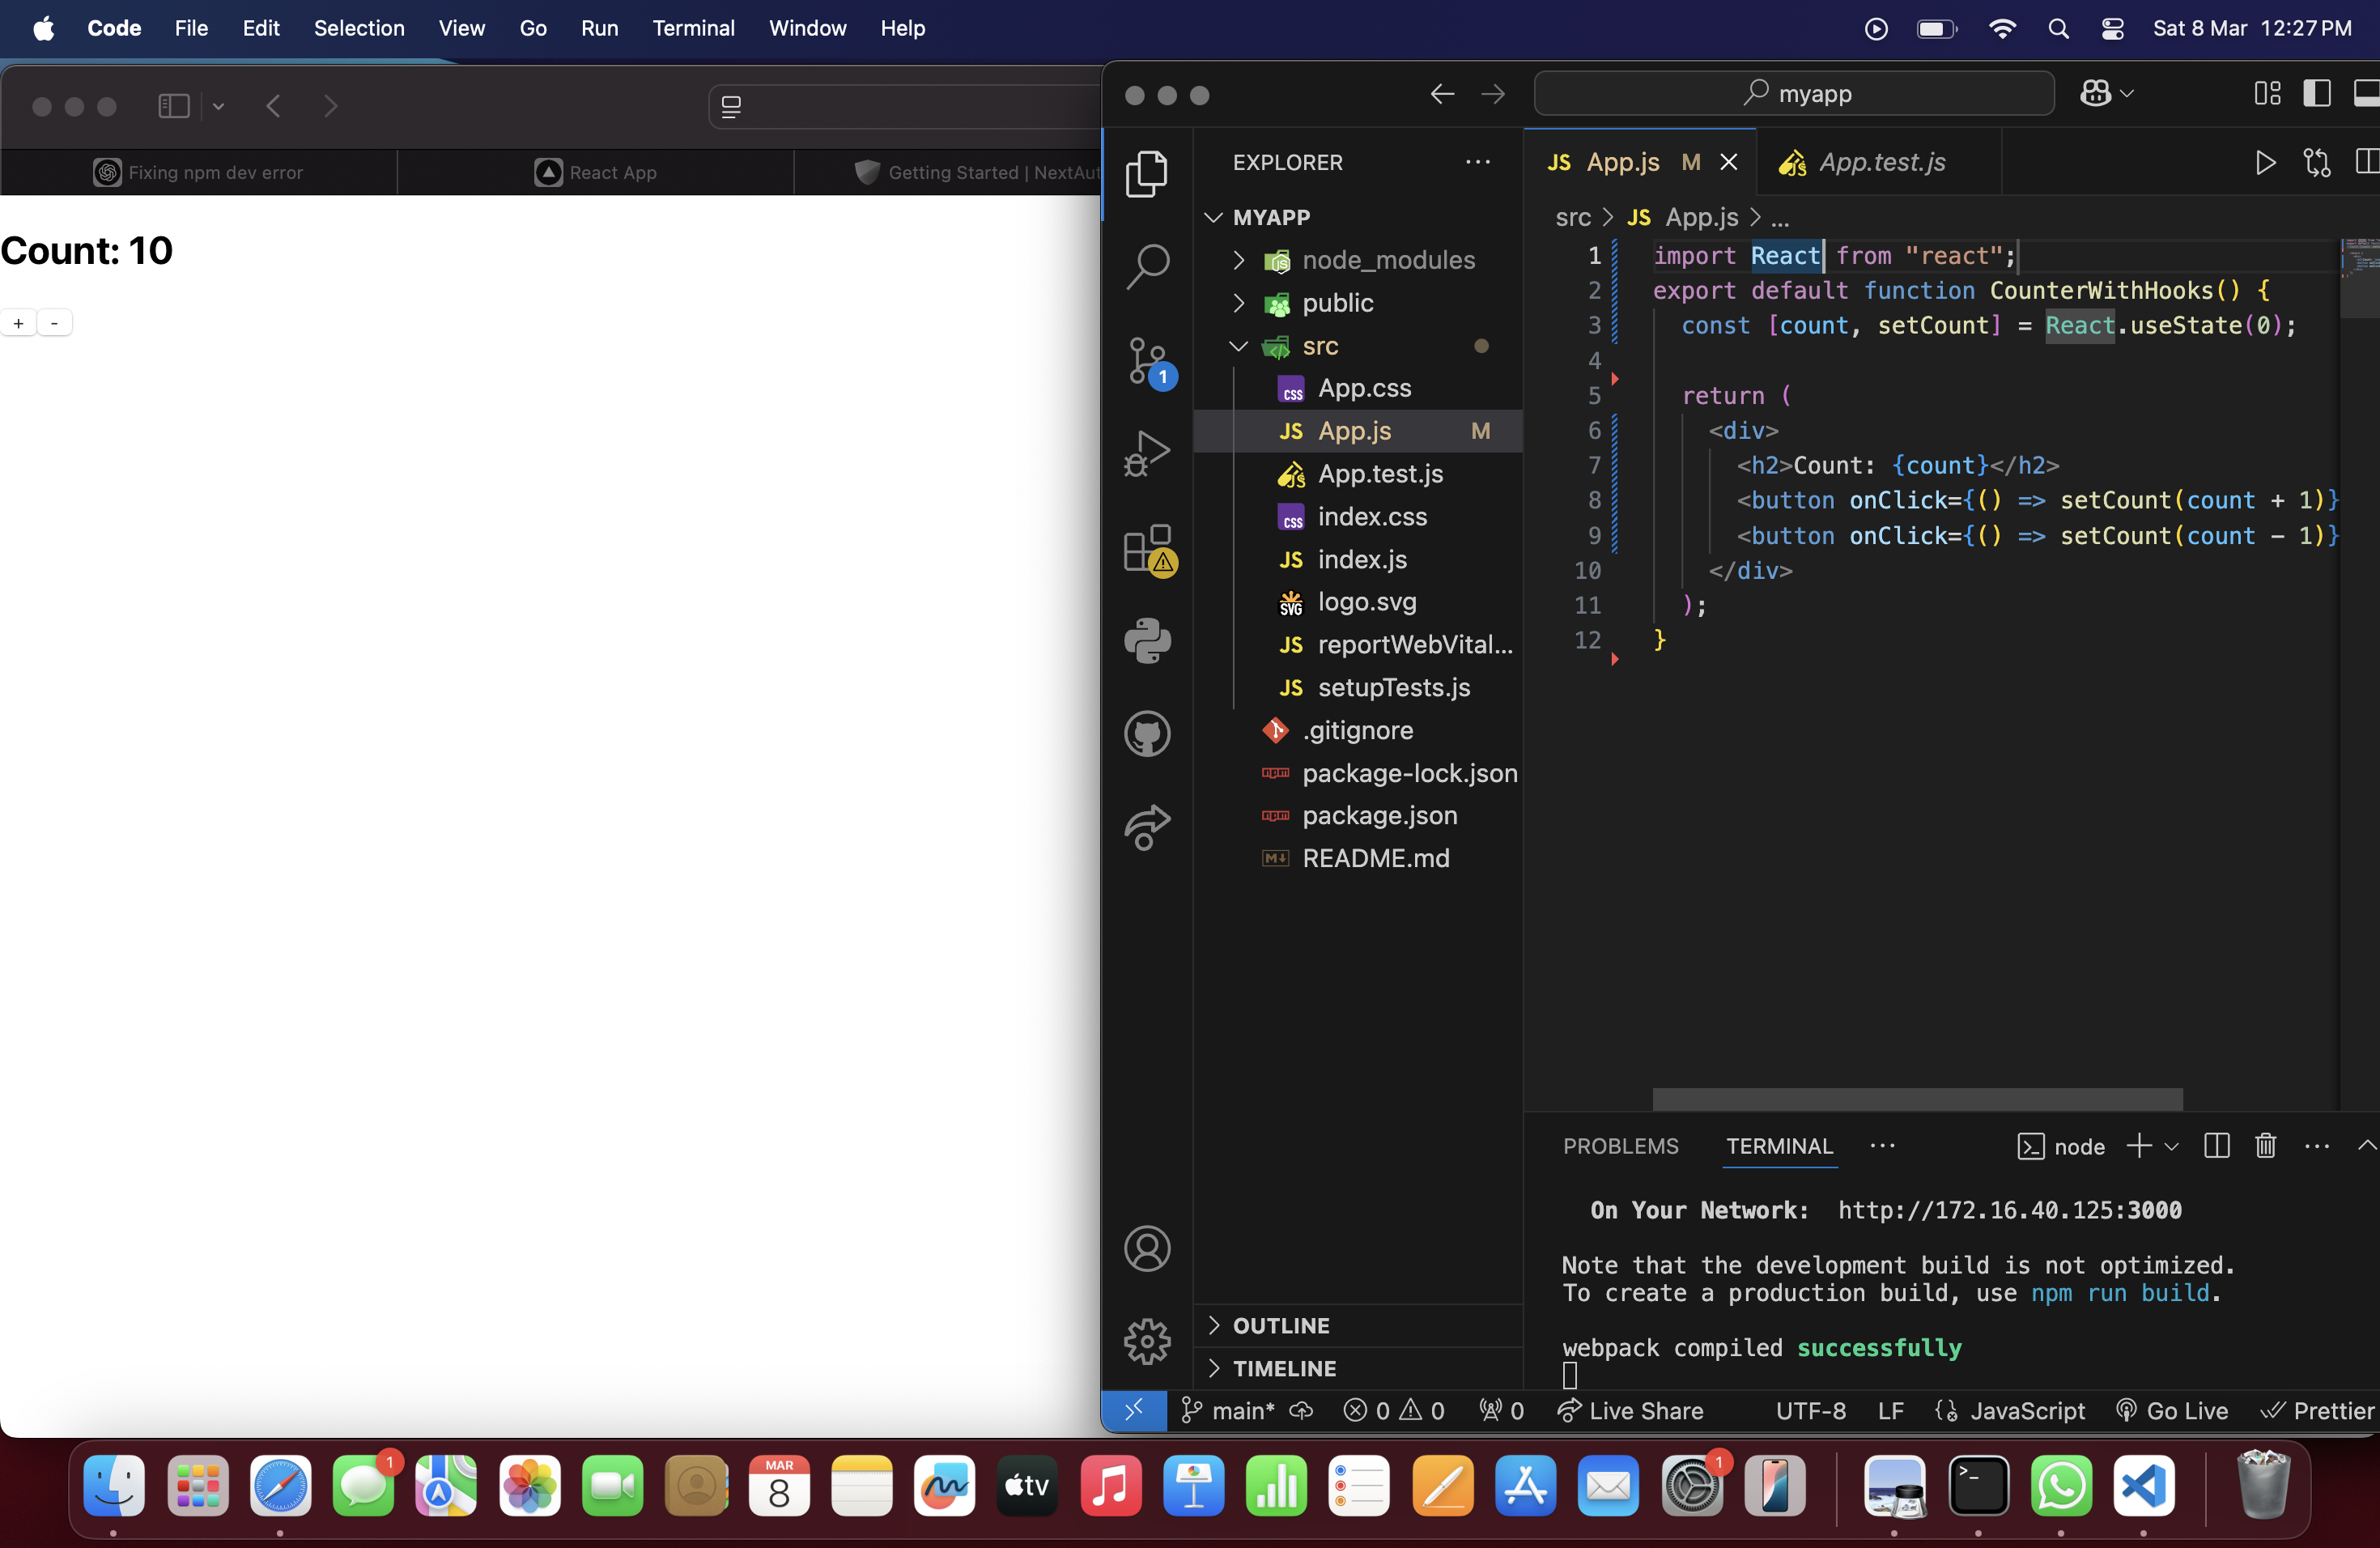 Code File Edit Selection View Go Run Terminal Window Help Sat 8 Mar 12:27 PM
Fixing npm dev error React App Getting Started | NextAut
Count: 10
+ -
myapp
EXPLORER
MYAPP
node_modules
public
src
css App.css
JS App.js M
App.test.js
css index.css
JS index.js
SVG logo.svg
JS reportWebVital...
JS setupTests.js
.gitignore
package-lock.json
package.json
README.md
OUTLINE
TIMELINE
1
JS App.js M App.test.js
src > JS App.js > ...
1 import React from "react";
2 export default function CounterWithHooks() {
3 const [count, setCount] = React.useState(0);
4
5 return (
6 <div>
7 <h2>Count: {count}</h2>
8 <button onClick={() => setCount(count + 1)}
9 <button onClick={() => setCount(count - 1)}
10 </div>
11 );
12 }
PROBLEMS TERMINAL ... node
On Your Network: http://172.16.40.125:3000
Note that the development build is not optimized.
To create a production build, use npm run build.
webpack compiled successfully
main* 0 0 0 Live Share UTF-8 LF JavaScript Go Live Prettier
1 MAR 8 tv 1